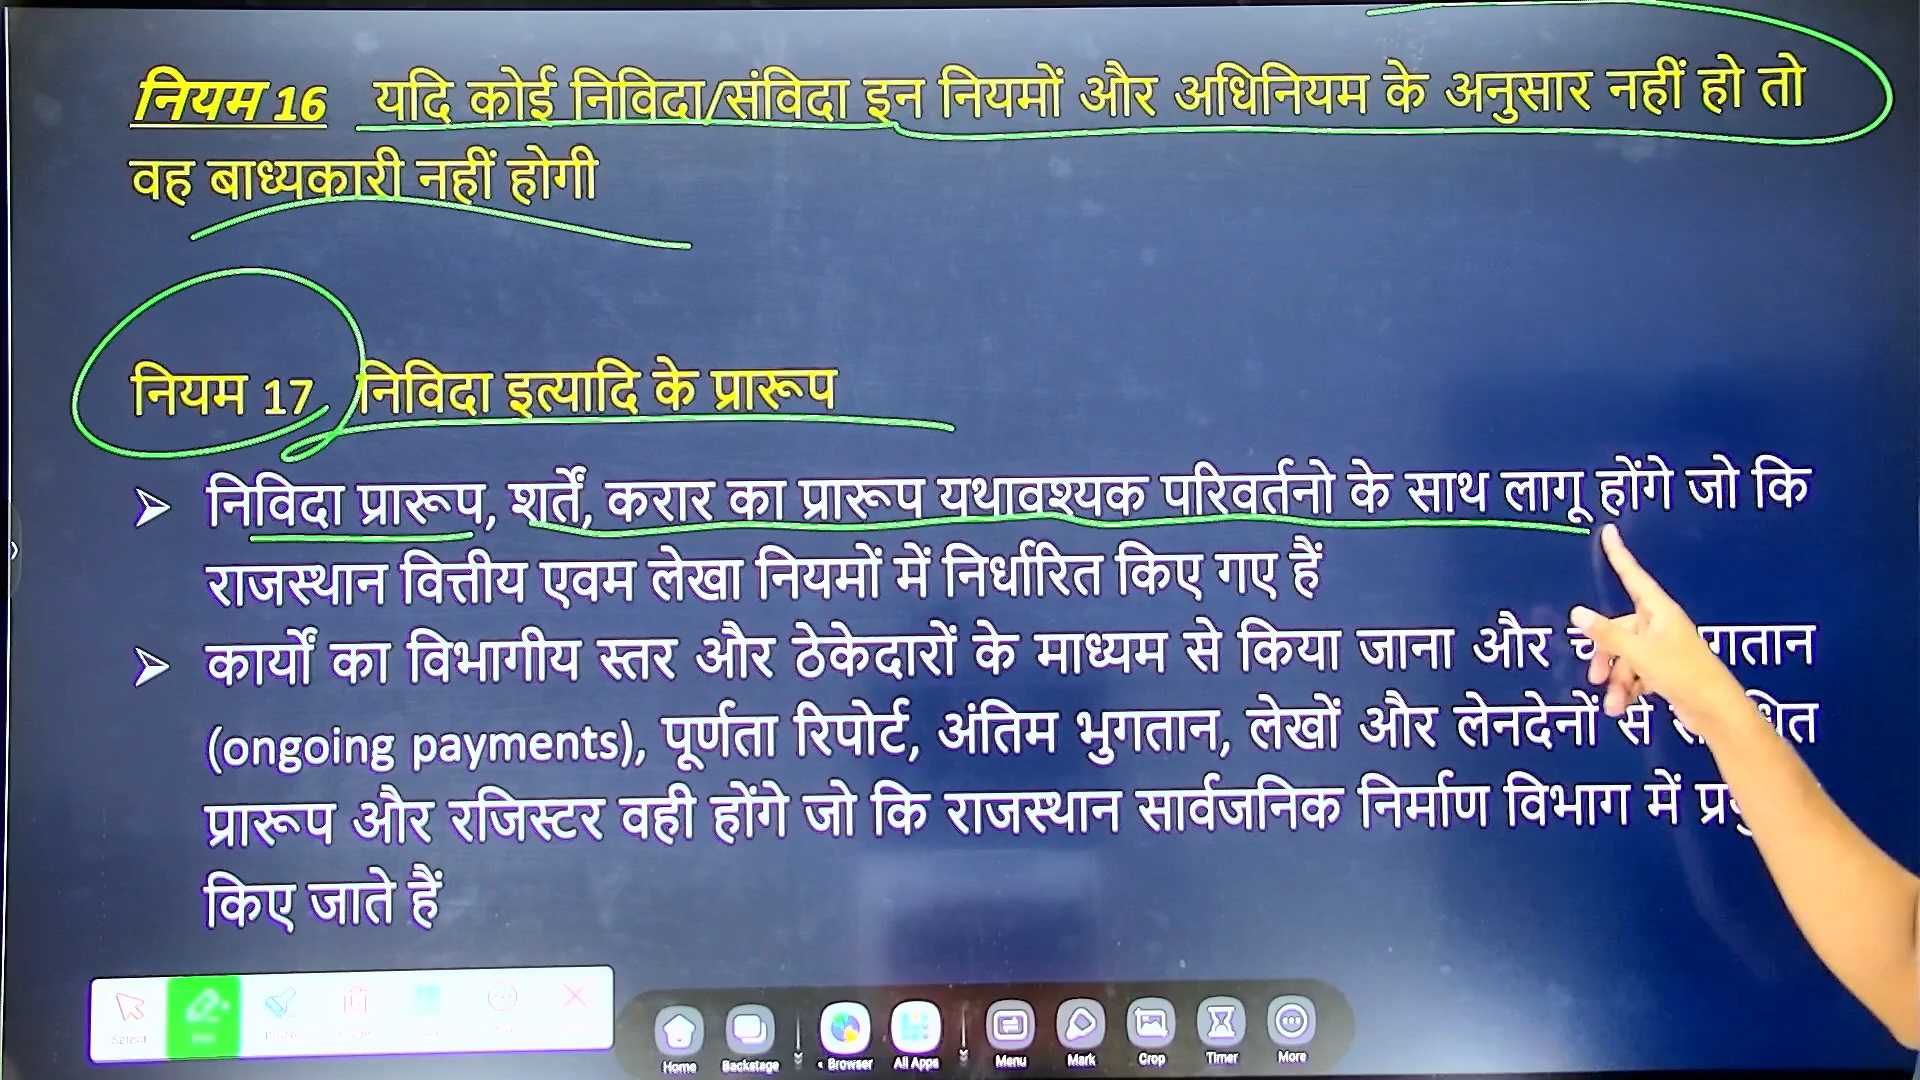 नियम 16 यदि कोई निविदा/संविदा इन नियमों और अधिनियम के अनुसार नहीं हो तो
वह बाध्यकारी नहीं होगी
नियम 17 निविदा इत्यादि के प्रारूप
➢ निविदा प्रारूप, शर्तें, करार का प्रारूप यथावश्यक परिवर्तनो के साथ लागू होंगे जो कि
राजस्थान वित्तीय एवम लेखा नियमों में निर्धारित किए गए हैं
➢ कार्यों का विभागीय स्तर और ठेकेदारों के माध्यम से किया जाना और
(ongoing payments), पूर्णता रिपोर्ट, अंतिम भुगतान, लेखों और लेनदेनों से
प्रारूप और रजिस्टर वही होंगे जो कि राजस्थान सार्वजनिक निर्माण विभाग में
किए जाते हैं
Select
Home Backstage Browser All Apps Menu Mark Crop Timer More